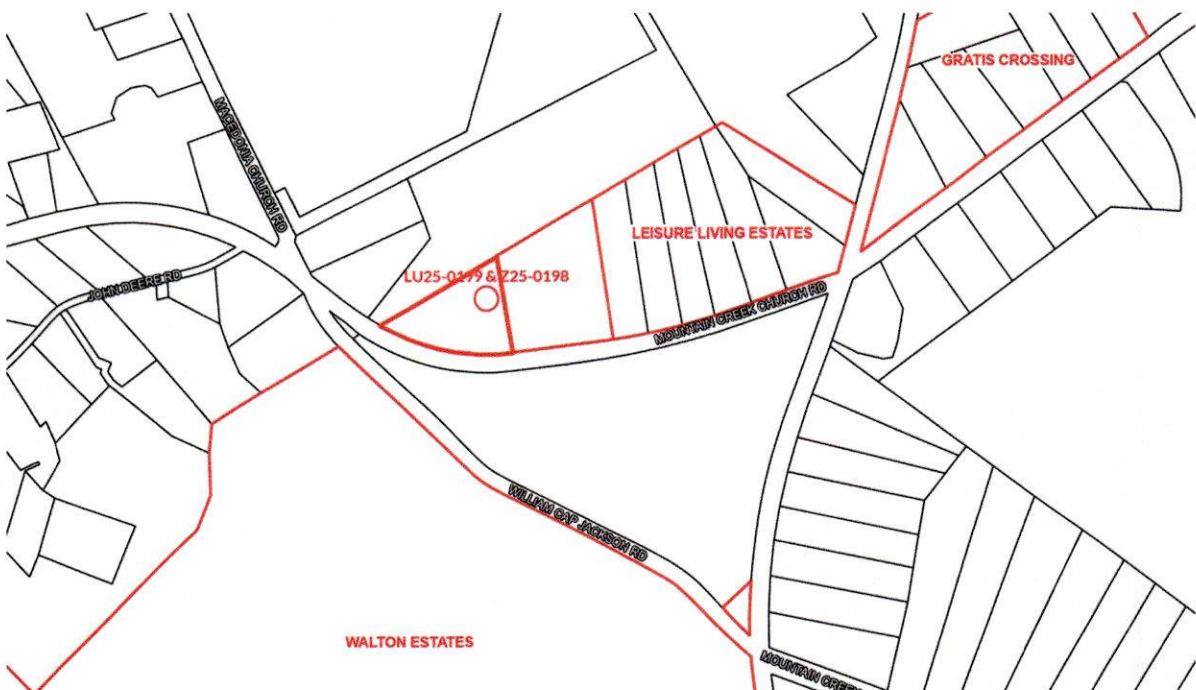 GRATIS CROSSING
MACEDONIA CHURCH RD
LEISURE LIVING ESTATES
LU25-0199 & Z25-0198
JOHN DEERE RD
MOUNTAIN CREEK CHURCH RD
WILLIAM CAP JACKSON RD
WALTON ESTATES
MOUNTAIN CREEK